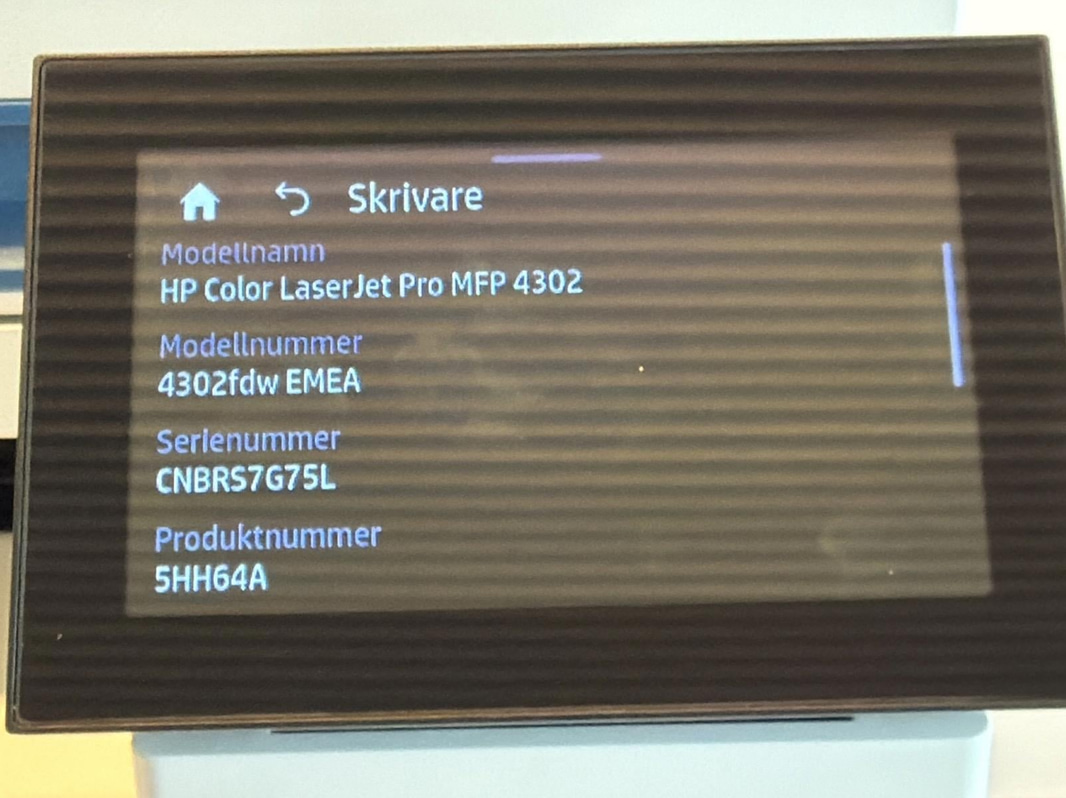 Skrivare
Modellnamn
HP Color LaserJet Pro MFP 4302
Modellnummer
4302fdw EMEA
Serienummer
CNBRS7G75L
Produktnummer
5HH64A